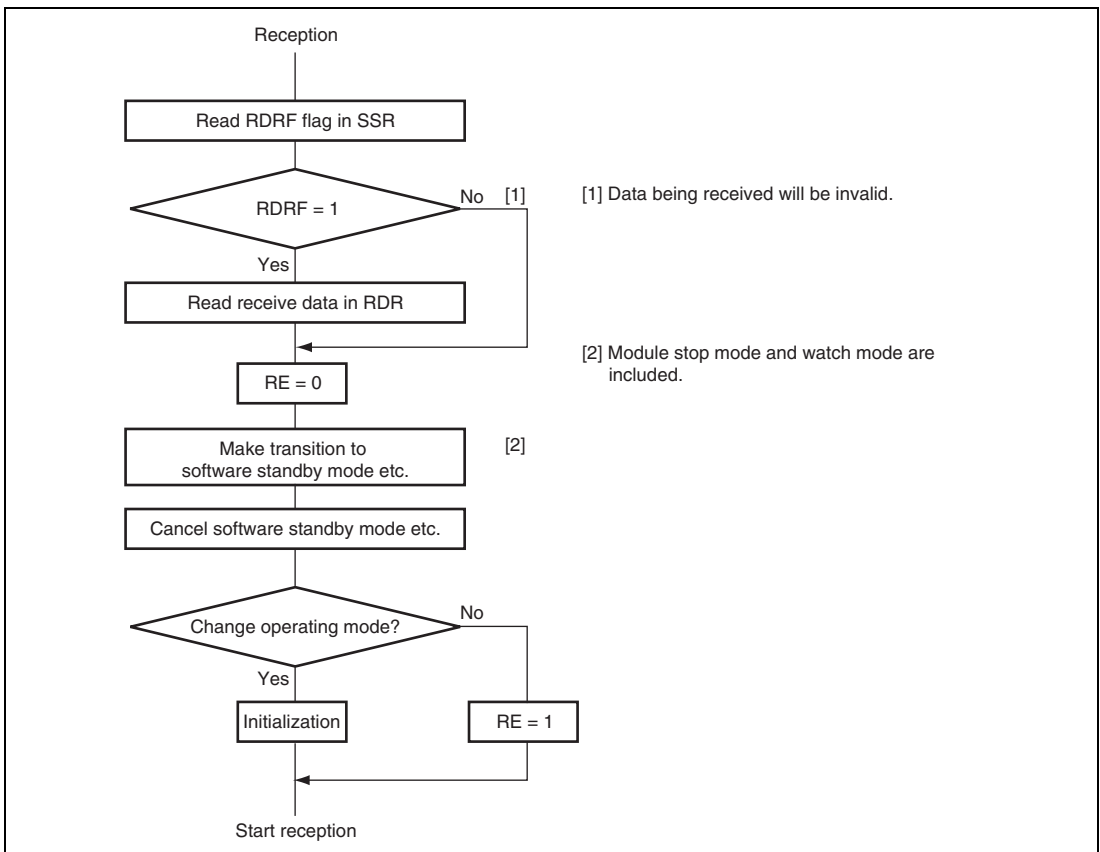 Reception
Read RDRF flag in SSR
RDRF = 1
No [1]
[1] Data being received will be invalid.
Yes
Read receive data in RDR
[2] Module stop mode and watch mode are
included.
RE = 0
Make transition to
software standby mode etc.
[2]
Cancel software standby mode etc.
Change operating mode?
No
Yes
Initialization
RE = 1
Start reception